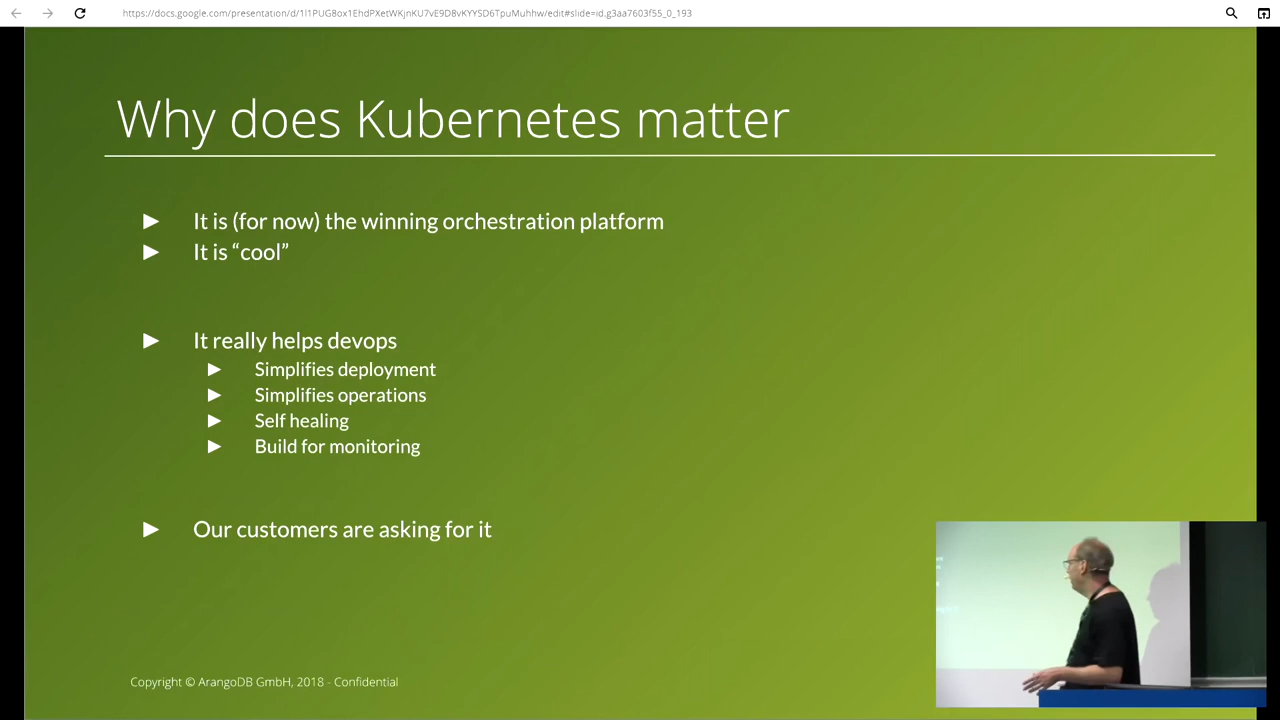 https://docs.google.com/presentation/d/1l1PUG8ox1EhdPXetWKjnKU7vE9D8vKYYSD6TpuMuhhw/edit#slide=id.g3aa7603f55_0_193
Why does Kubernetes matter
► It is (for now) the winning orchestration platform
► It is “cool”
► It really helps devops
► Simplifies deployment
► Simplifies operations
► Self healing
► Build for monitoring
► Our customers are asking for it
Copyright © ArangoDB GmbH, 2018 - Confidential